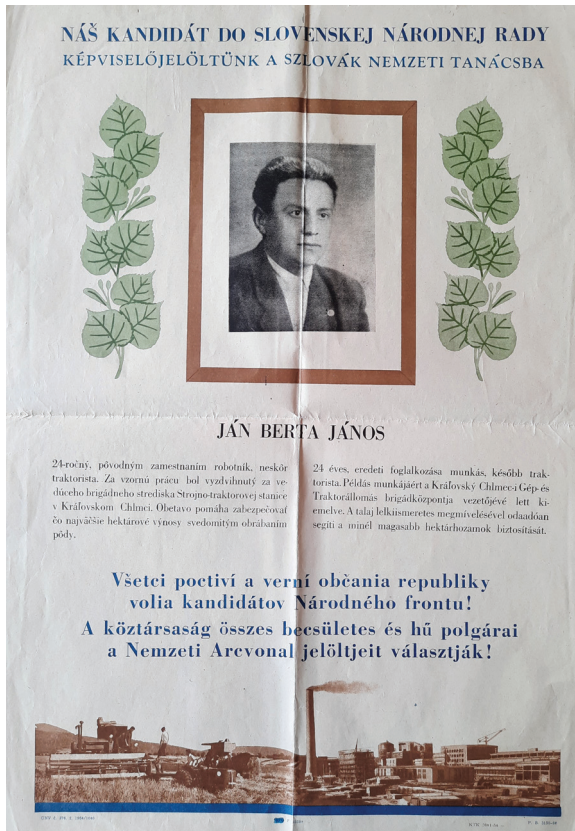 NÁŠ KANDIDÁT DO SLOVENSKEJ NÁRODNEJ RADY
KÉPVISELŐJELÖLTÜNK A SZLOVÁK NEMZETI TANÁCSBA
JÁN BERTA JÁNOS
24-ročný, pôvodným zamestnaním robotník, neskôr
traktorista. Za vzornú prácu bol vyzdvihnutý za ve-
dúceho brigádneho strediska Strojno-traktorovej stanice
v Kráľovskom Chlmci. Obetavo pomáha zabezpečovať
čo najväčšie hektárové výnosy svedomitým obrábaním
pôdy.
24 éves, eredeti foglalkozása munkás, később trak-
torista. Példás munkájáért a Kráľovský Chlmec-i Gép- és
Traktorállomás brigádközpontja vezetőjévé lett ki-
emelve. A talaj lelkiismeretes megmívelésével odaadóan
segíti a minél magasabb hektárhozamok biztosítását.
Všetci poctiví a verní občania republiky
volia kandidátov Národného frontu!
A köztársaság összes becsületes és hű polgárai
a Nemzeti Arcvonal jelöltjeit választják!